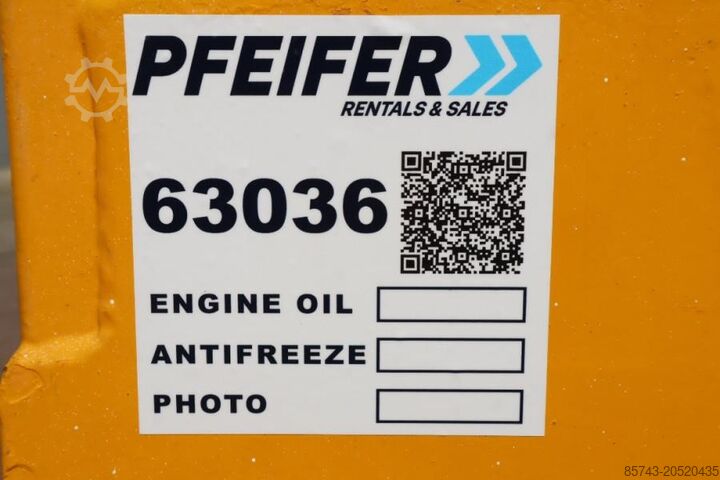 PFEIFER
RENTALS & SALES
63036
ENGINE OIL
ANTIFREEZE
PHOTO
85743-20520435